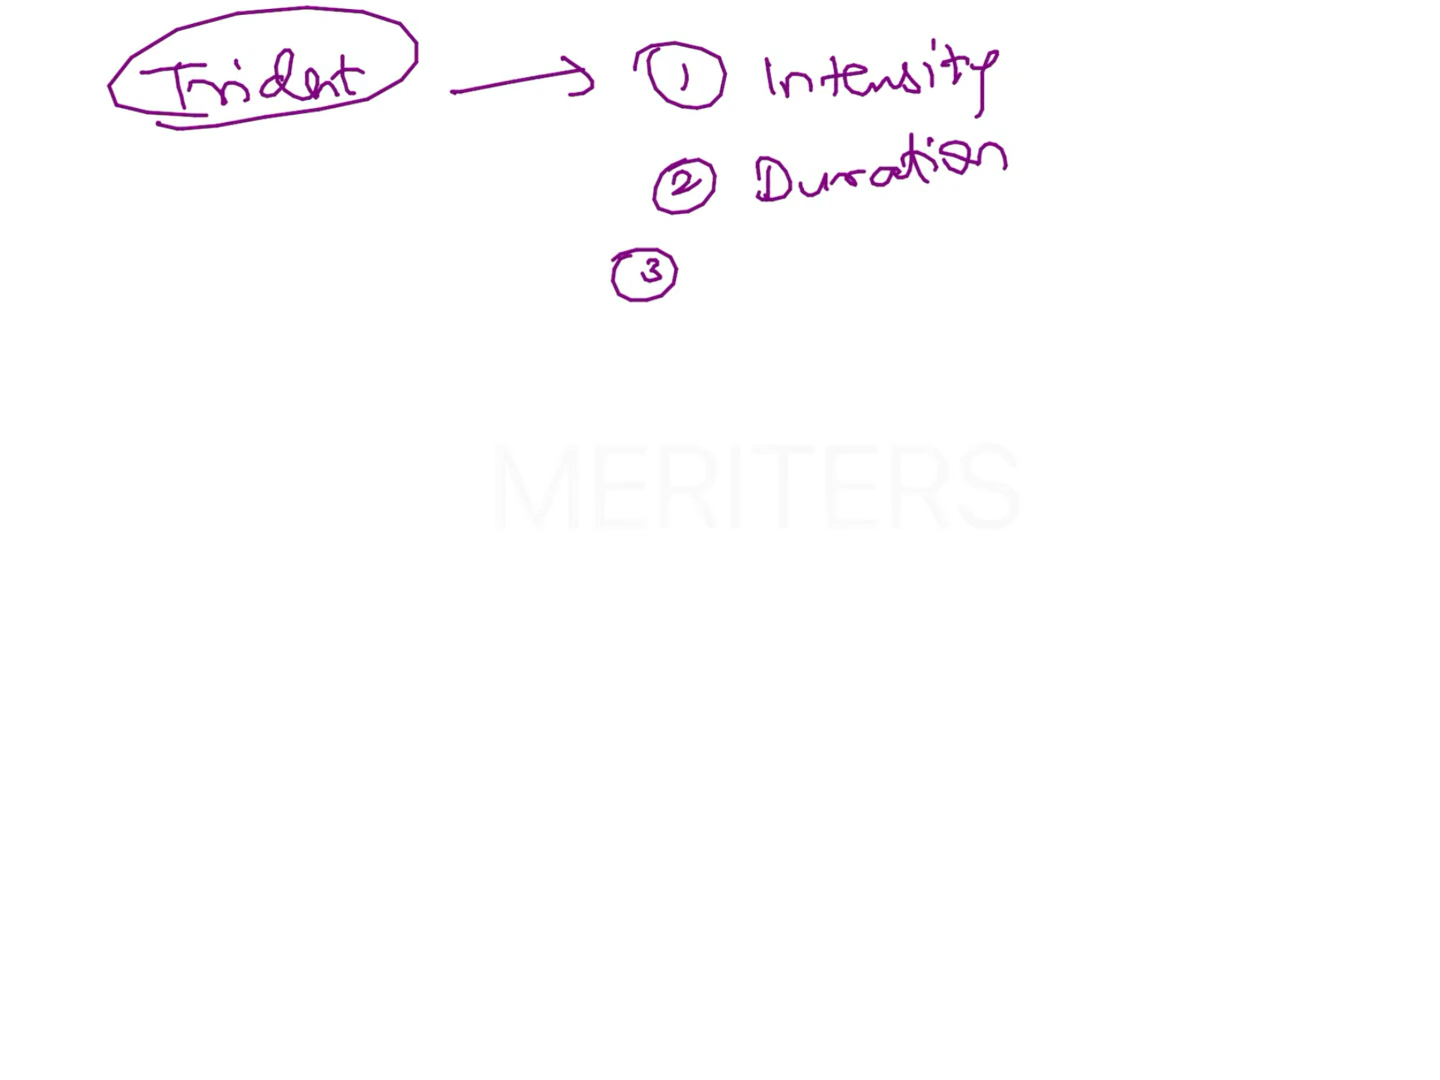 Trident → ① Intensity
② Duration
③
MERITERS